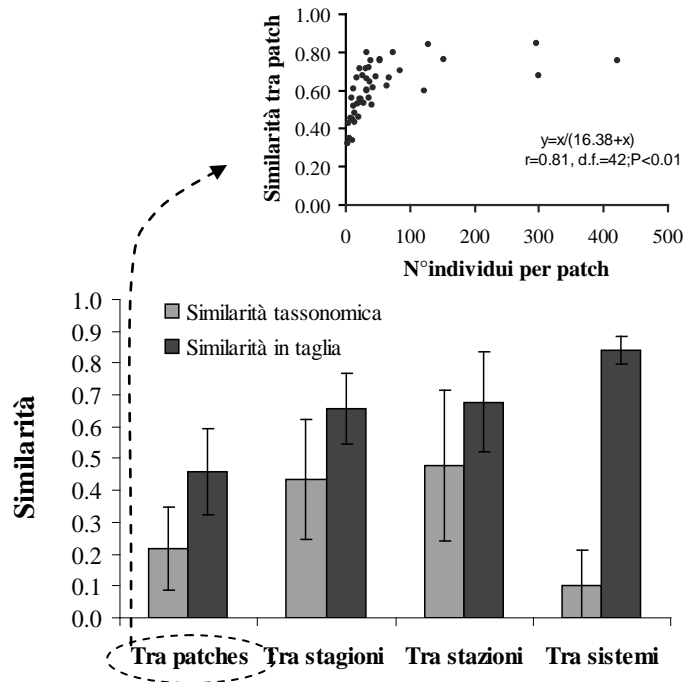 Similarità tra patch
1.00
0.80
0.60
0.40
0.20
0.00
y=x/(16.38+x)
r=0.81, d.f.=42;P<0.01
0 100 200 300 400 500
N°individui per patch
Similarità
1.0
0.9
0.8
0.7
0.6
0.5
0.4
0.3
0.2
0.1
0.0
Similarità tassonomica
Similarità in taglia
Tra patches Tra stagioni Tra stazioni Tra sistemi